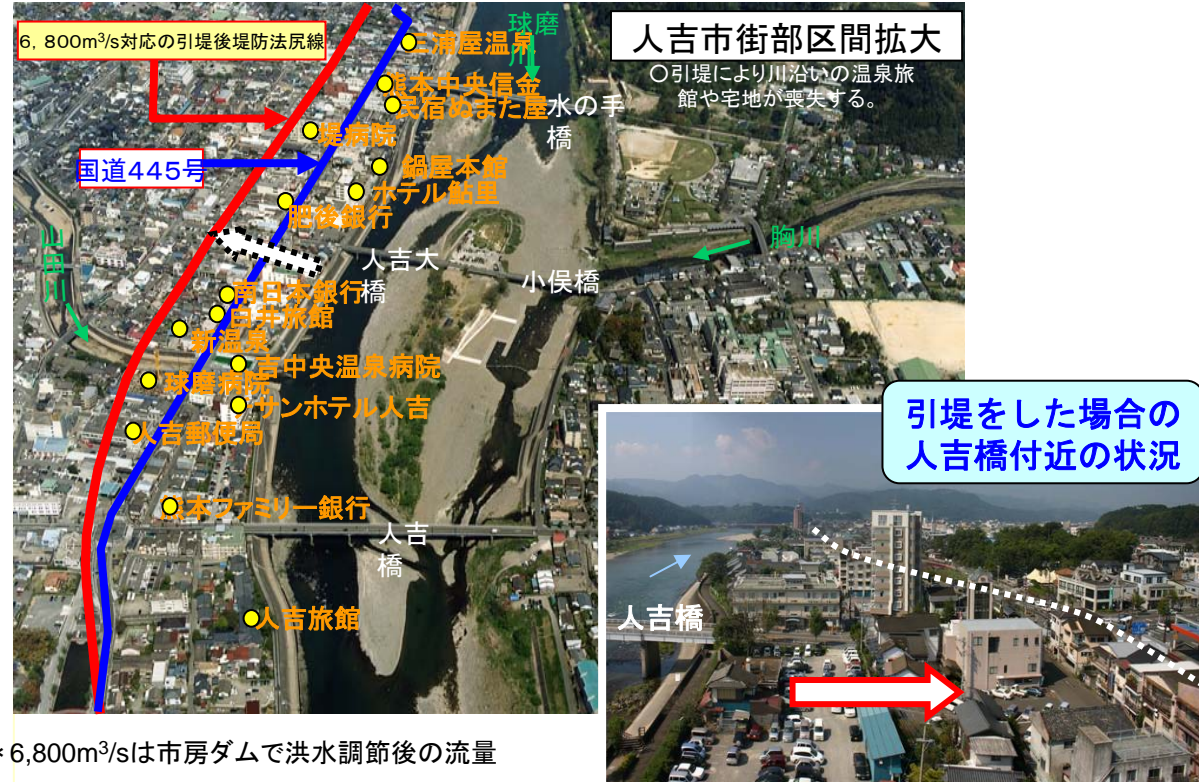 人吉市街部区間拡大
○引堤により川沿いの温泉旅
館や宅地が喪失する。
6，800m³/s対応の引堤後堤防法尻線
球磨
川
三浦屋温泉
熊本中央信金
民宿ぬまた屋
水の手
橋
堤病院
国道445号
鍋屋本館
ホテル鮎里
肥後銀行
山田川
胸川
人吉大
橋
小俣橋
南日本銀行
白井旅館
新温泉
吉中央温泉病院
球磨病院
サンホテル人吉
人吉郵便局
熊本ファミリー銀行
人吉
橋
人吉旅館
引堤をした場合の
人吉橋付近の状況
人吉橋
6,800m³/sは市房ダムで洪水調節後の流量